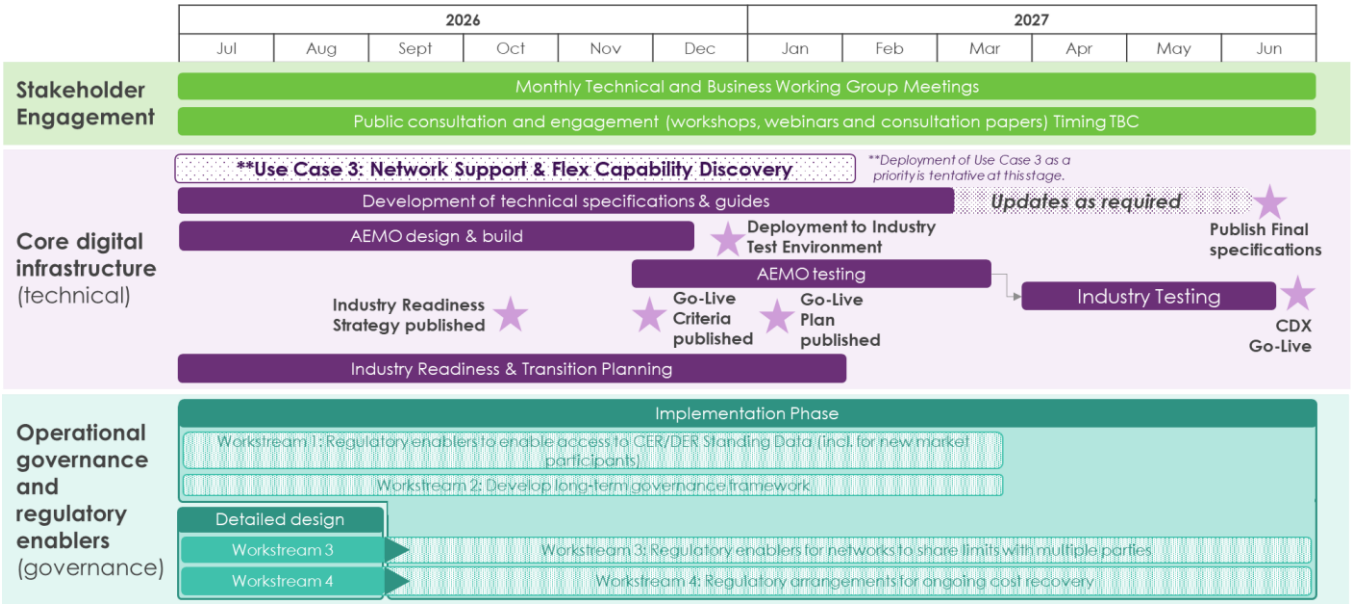 2026
2027
Jul
Aug
Sept
Oct
Nov
Dec
Jan
Feb
Mar
Apr
May
Jun
Stakeholder
Engagement
Monthly Technical and Business Working Group Meetings
Public consultation and engagement (workshops, webinars and consultation papers) Timing TBC
Core digital
infrastructure
(technical)
**Use Case 3: Network Support & Flex Capability Discovery
**Deployment of Use Case 3 as a
priority is tentative at this stage.
Development of technical specifications & guides
Updates as required
Publish Final
specifications
AEMO design & build
Deployment to Industry
Test Environment
AEMO testing
Industry Testing
Industry Readiness
Strategy published
Go-Live
Criteria
published
Go-Live
Plan
published
CDX
Go-Live
Industry Readiness & Transition Planning
Operational
governance
and
regulatory
enablers
(governance)
Implementation Phase
Workstream 1: Regulatory enablers to enable access to CER/DER Standing Data (incl. for new market
participants)
Workstream 2: Develop long-term governance framework
Detailed design
Workstream 3
Workstream 3: Regulatory enablers for networks to share limits with multiple parties
Workstream 4
Workstream 4: Regulatory arrangements for ongoing cost recovery